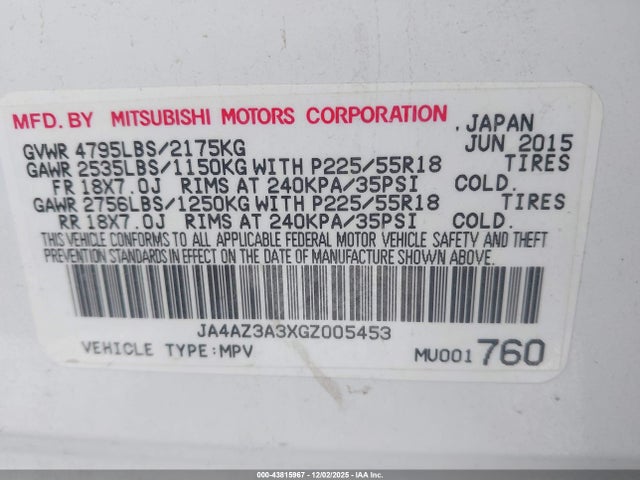 MFD.BY MITSUBISHI MOTORS CORPORATION . JAPAN
GVWR 4795LBS/2175KG JUN 2015
GAWR 2535LBS/1150KG WITH P225/55R18 TIRES
FR 18X7.0J RIMS AT 240KPA/35PSI COLD.
GAWR 2756LBS/1250KG WITH P225/55R18 TIRES
RR 18X7.0J RIMS AT 240KPA/35PSI COLD.
THIS VEHICLE CONFORMS TO ALL APPLICABLE FEDERAL MOTOR VEHICLE SAFETY AND THEFT
PREVENTION STANDARDS IN EFFECT ON THE DATE OF MANUFACTURE SHOWN ABOVE.
JA4AZ3A3XGZ005453
VEHICLE TYPE:MPV MU001 760
000-43815967 - 12/02/2025 - IAA Inc.